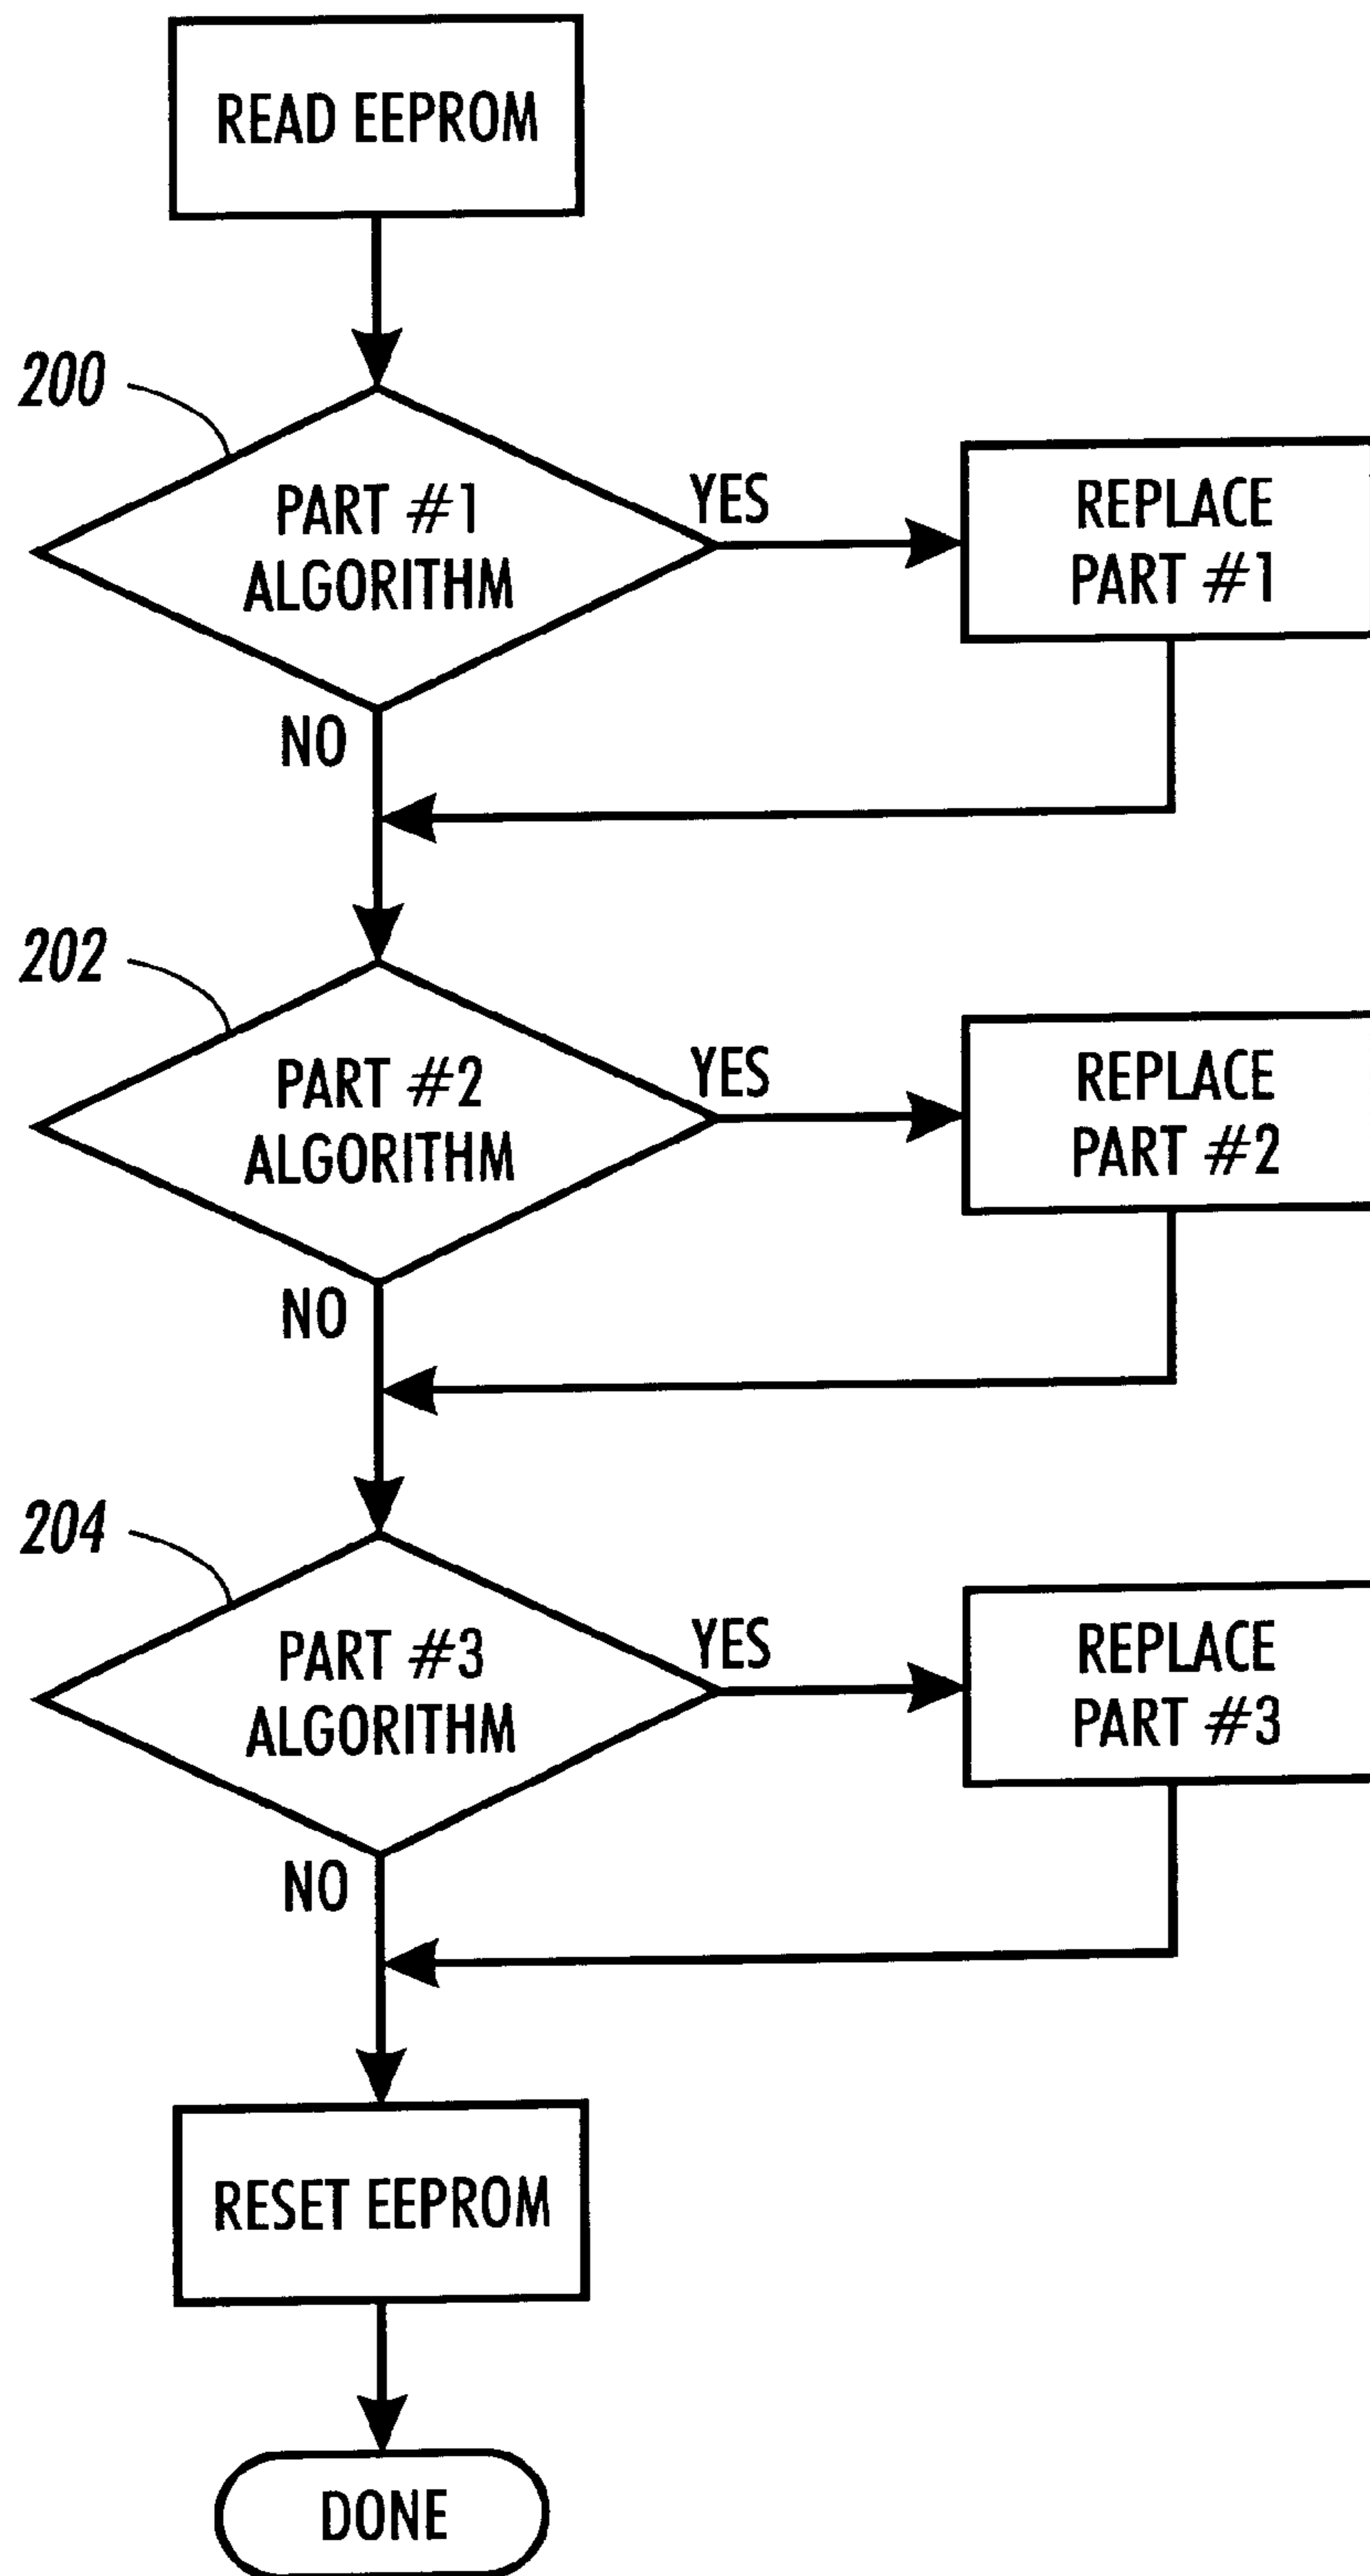 READ EEPROM
200
PART #1
ALGORITHM
YES
REPLACE
PART #1
NO
202
PART #2
ALGORITHM
YES
REPLACE
PART #2
NO
204
PART #3
ALGORITHM
YES
REPLACE
PART #3
NO
RESET EEPROM
DONE